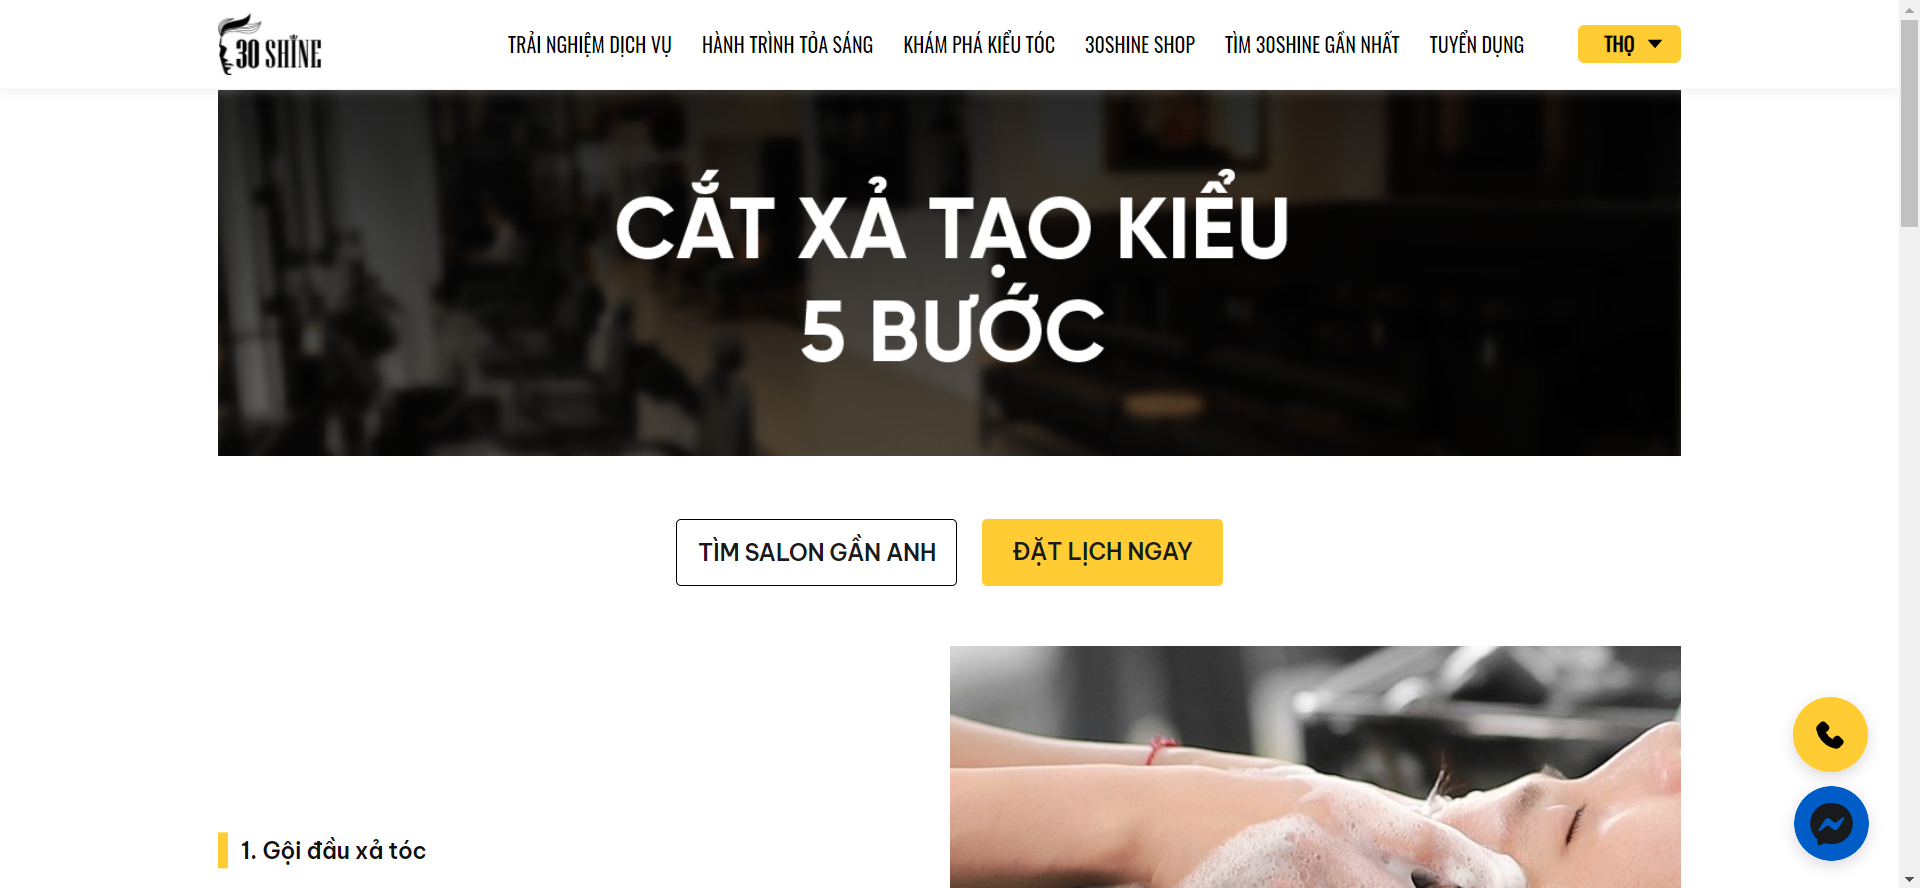 30 SHINE
TRẢI NGHIỆM DỊCH VỤ
HÀNH TRÌNH TỎA SÁNG
KHÁM PHÁ KIỂU TÓC
30SHINE SHOP
TÌM 30SHINE GẦN NHẤT
TUYỂN DỤNG
THỌ
CẮT XẢ TẠO KIỂU
5 BƯỚC
TÌM SALON GẦN ANH
ĐẶT LỊCH NGAY
1. Gội đầu xả tóc